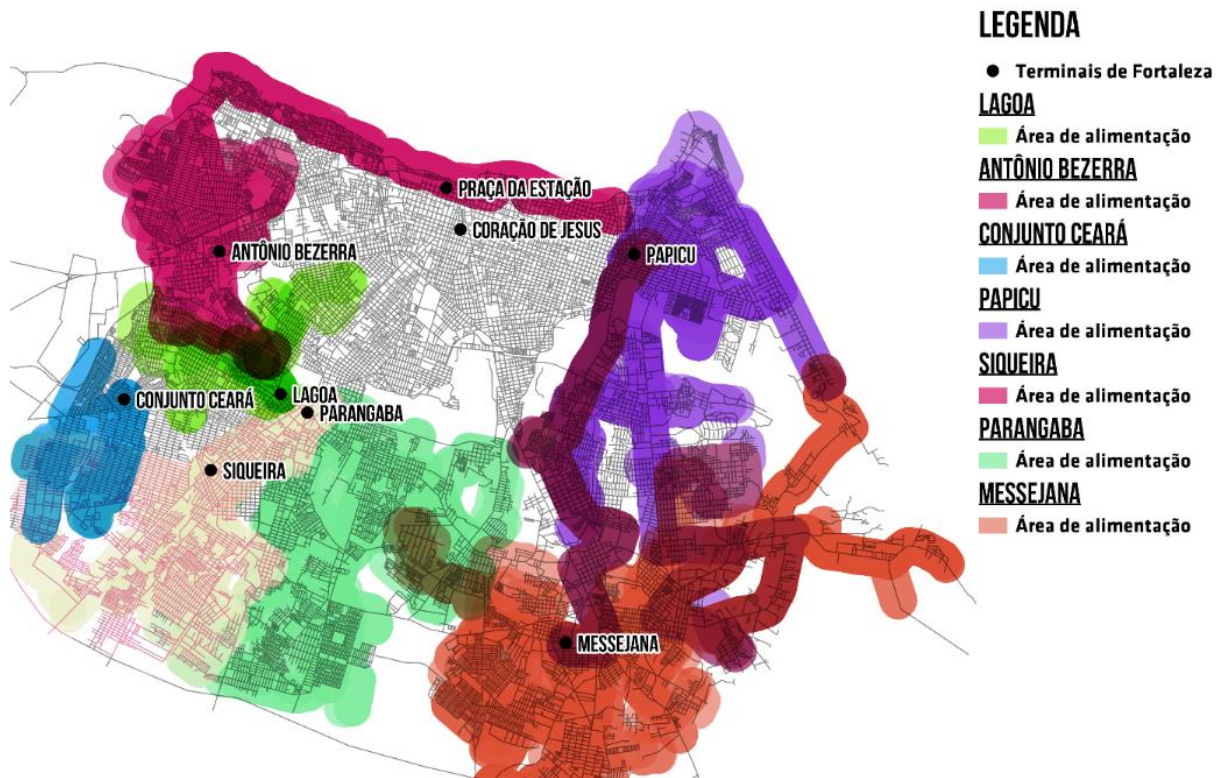 LEGENDA
Terminais de Fortaleza
LAGOA
Área de alimentação
ANTÔNIO BEZERRA
Área de alimentação
CONJUNTO CEARÁ
Área de alimentação
PAPICU
Área de alimentação
SIQUEIRA
Área de alimentação
PARANGABA
Área de alimentação
MESSEJANA
Área de alimentação
PRAÇA DA ESTAÇÃO
CORAÇÃO DE JESUS
ANTÔNIO BEZERRA
PAPICU
CONJUNTO CEARÁ
LAGOA
PARANGABA
SIQUEIRA
MESSEJANA